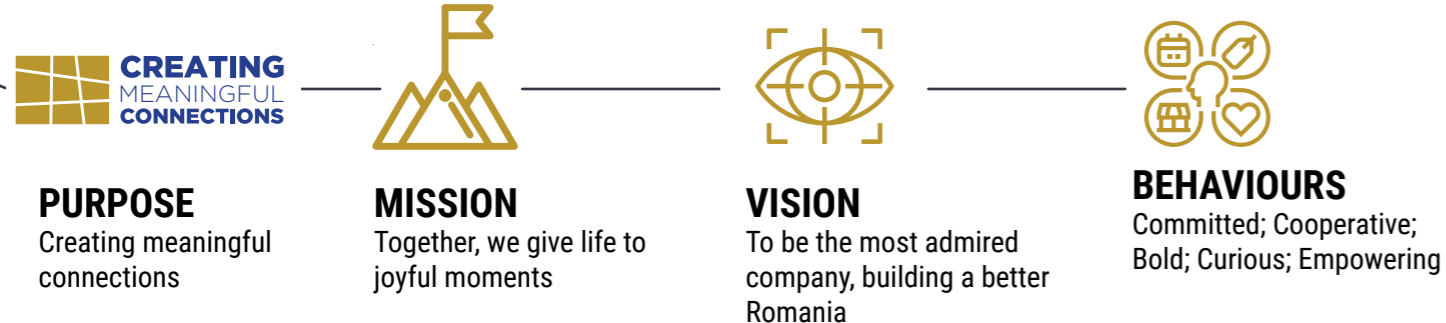 CREATING
MEANINGFUL
CONNECTIONS
PURPOSE
Creating meaningful
connections
MISSION
Together, we give life to
joyful moments
VISION
To be the most admired
company, building a better
Romania
BEHAVIOURS
Committed; Cooperative;
Bold; Curious; Empowering